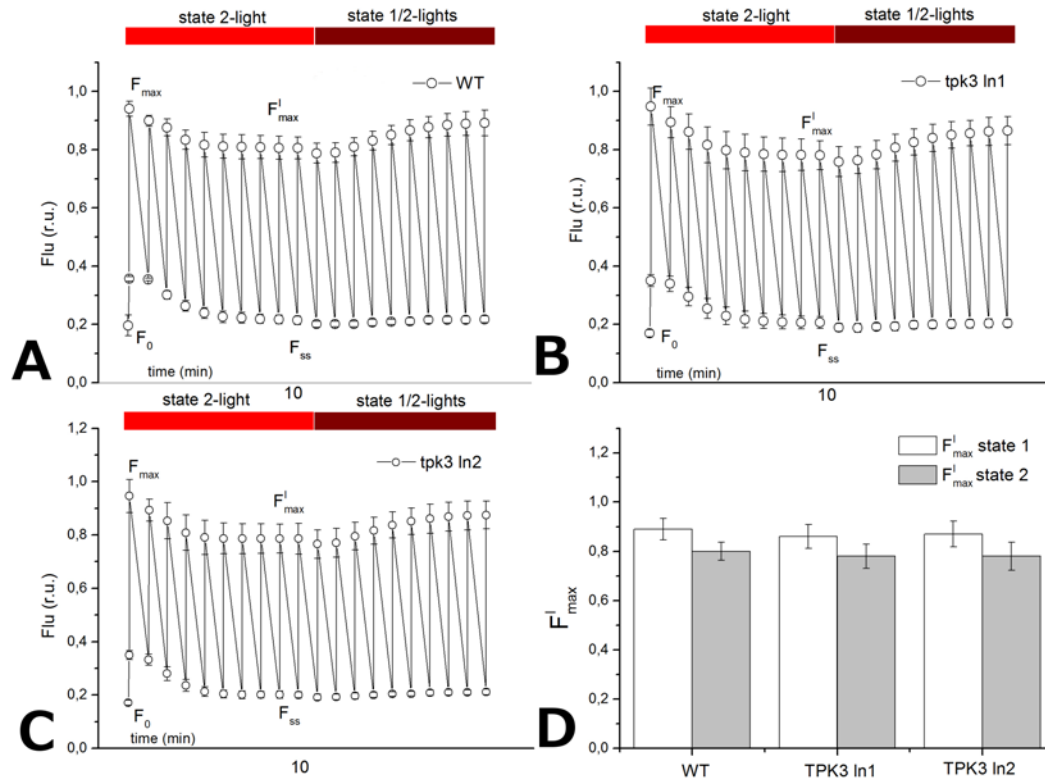 A
state 2-light state 1/2-lights
WT
Flu (r.u.)
1,0
0,8
0,6
0,4
0,2
0,0
F max
F I max
F 0
F ss
time (min)
10
B
state 2-light state 1/2-lights
tpk3 ln1
Flu (r.u.)
1,0
0,8
0,6
0,4
0,2
0,0
F max
F I max
F 0
F ss
time (min)
10
C
state 2-light state 1/2-lights
tpk3 ln2
Flu (r.u.)
1,2
1,0
0,8
0,6
0,4
0,2
0,0
F max
F I max
F 0
F ss
time (min)
10
D
F I max state 1
F I max state 2
F I max
1,2
1,0
0,8
0,6
0,4
0,2
0,0
WT TPK3 ln1 TPK3 ln2